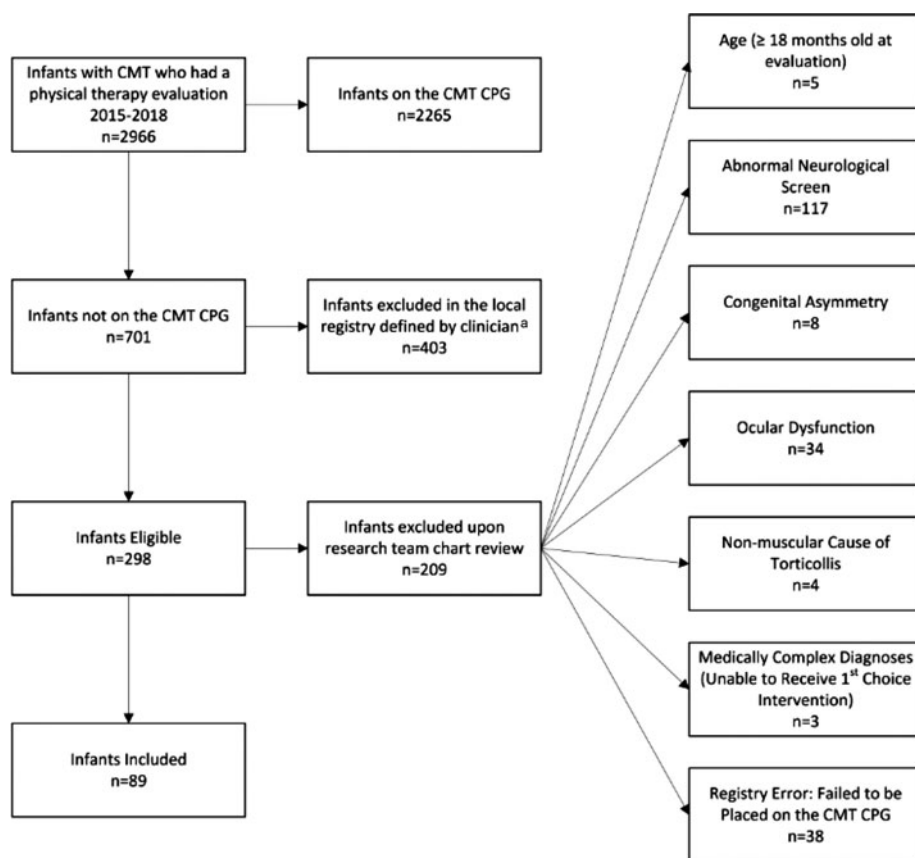 Infants with CMT who had a
physical therapy evaluation
2015-2018
n=2966
Infants on the CMT CPG
n=2265
Infants not on the CMT CPG
n=701
Infants excluded in the local
registry defined by clinicianᵃ
n=403
Infants Eligible
n=298
Infants excluded upon
research team chart review
n=209
Infants Included
n=89
Age (≥ 18 months old at
evaluation)
n=5
Abnormal Neurological
Screen
n=117
Congenital Asymmetry
n=8
Ocular Dysfunction
n=34
Non-muscular Cause of
Torticollis
n=4
Medically Complex Diagnoses
(Unable to Receive 1st Choice
Intervention)
n=3
Registry Error: Failed to be
Placed on the CMT CPG
n=38